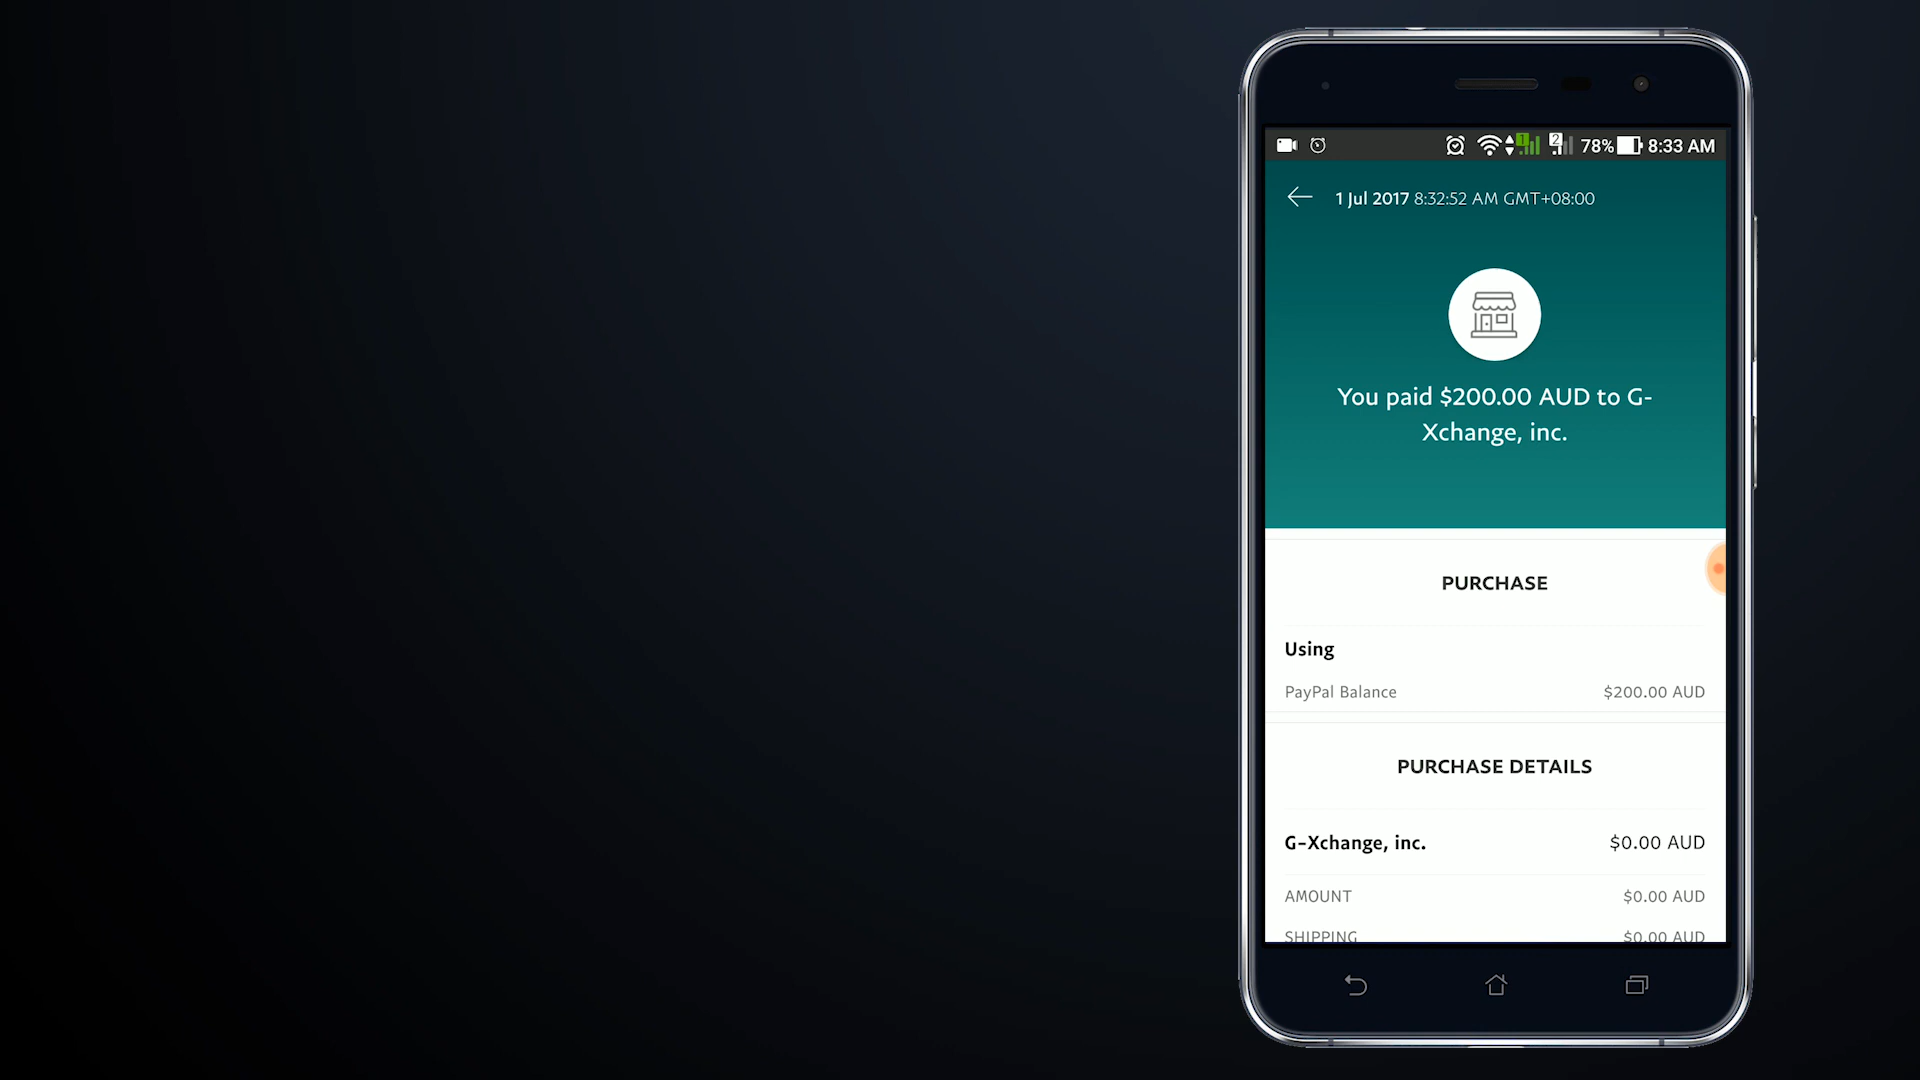 1 2 78% 8:33 AM
1 Jul 2017 8:32:52 AM GMT+08:00
You paid $200.00 AUD to G-
Xchange, inc.
PURCHASE
Using
PayPal Balance $200.00 AUD
PURCHASE DETAILS
G-Xchange, inc. $0.00 AUD
AMOUNT $0.00 AUD
SHIPPING $0.00 AUD